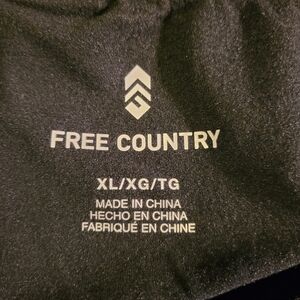 FREE COUNTRY
XL/XG/TG
MADE IN CHINA
HECHO EN CHINA
FABRIQUÉ EN CHINE